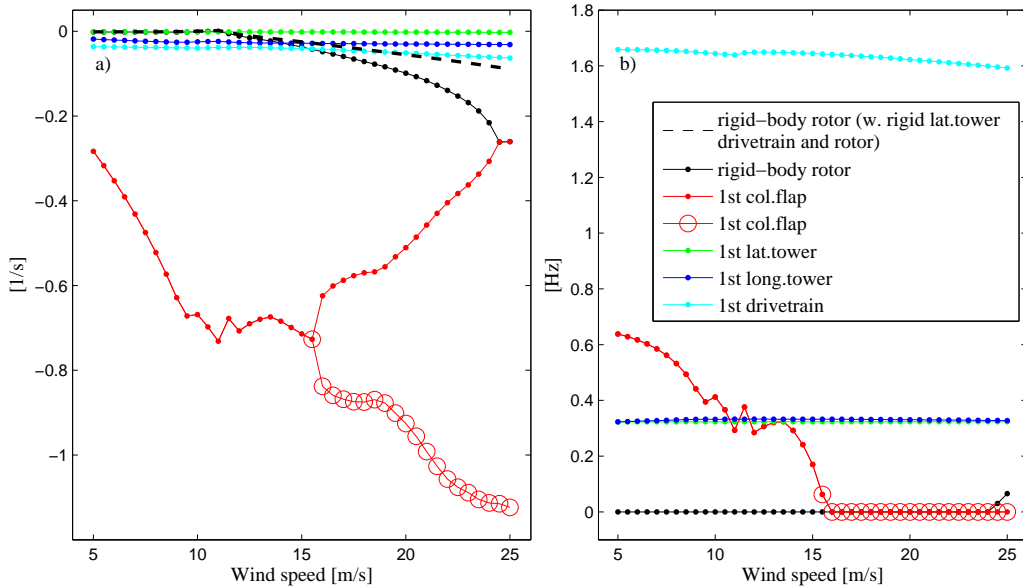 0
−0.2
−0.4
−0.6
−0.8
−1
[1/s]
a)
5
10
15
20
25
Wind speed [m/s]
1.8
1.6
1.4
1.2
1
0.8
0.6
0.4
0.2
0
[Hz]
b)
rigid−body rotor (w. rigid lat.tower
drivetrain and rotor)
rigid−body rotor
1st col.flap
1st col.flap
1st lat.tower
1st long.tower
1st drivetrain
5
10
15
20
25
Wind speed [m/s]